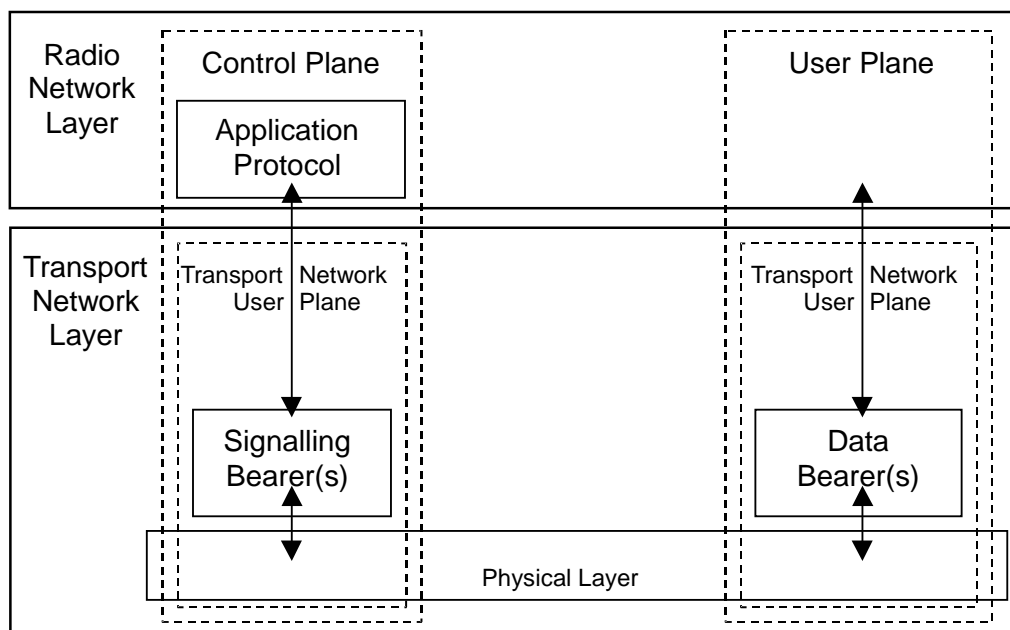 Radio
Network
Layer
Control Plane
User Plane
Application
Protocol
Transport
Network
Layer
Transport Network
User Plane
Transport Network
User Plane
Signalling
Bearer(s)
Data
Bearer(s)
Physical Layer